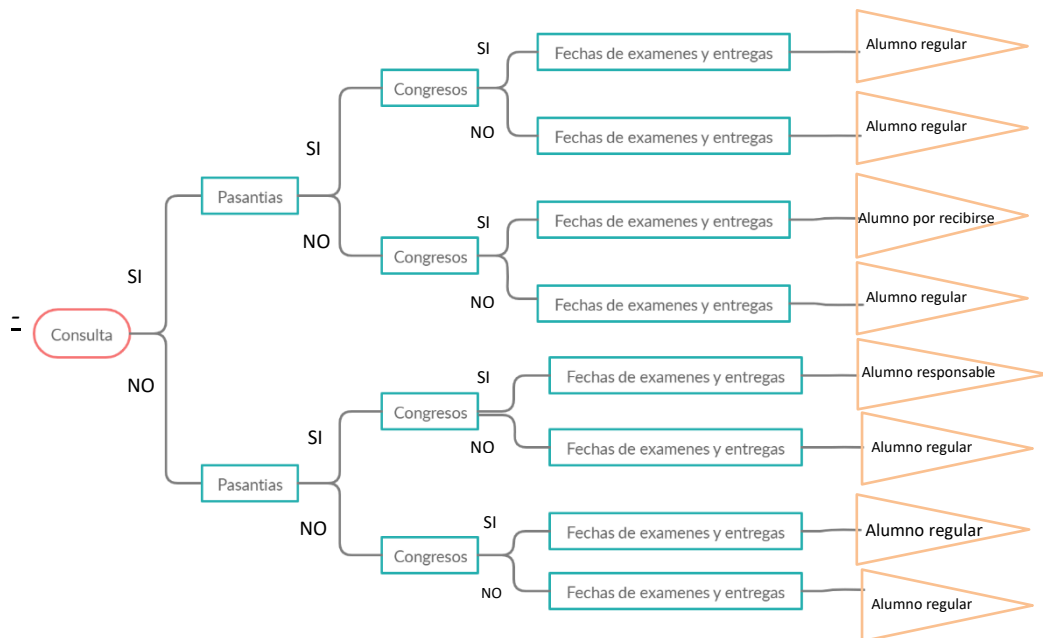 SI
Fechas de examenes y entregas
Alumno regular
Congresos
NO
Fechas de examenes y entregas
Alumno regular
SI
Pasantias
NO
SI
Fechas de examenes y entregas
Alumno por recibirse
Congresos
NO
Fechas de examenes y entregas
Alumno regular
SI
-
Consulta
NO
SI
Fechas de examenes y entregas
Alumno responsable
Congresos
NO
Fechas de examenes y entregas
Alumno regular
SI
Pasantias
NO
SI
Fechas de examenes y entregas
Alumno regular
Congresos
NO
Fechas de examenes y entregas
Alumno regular